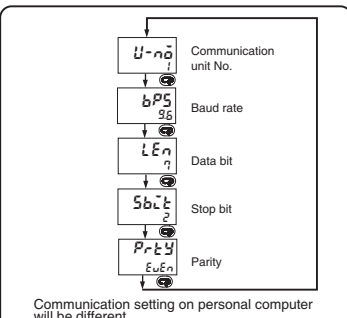 U-no
1
Communication
unit No.
bPS
9.6
Baud rate
LEn
7
Data bit
Sbit
2
Stop bit
PrtY
EuEn
Parity
Communication setting on personal computer
will be different